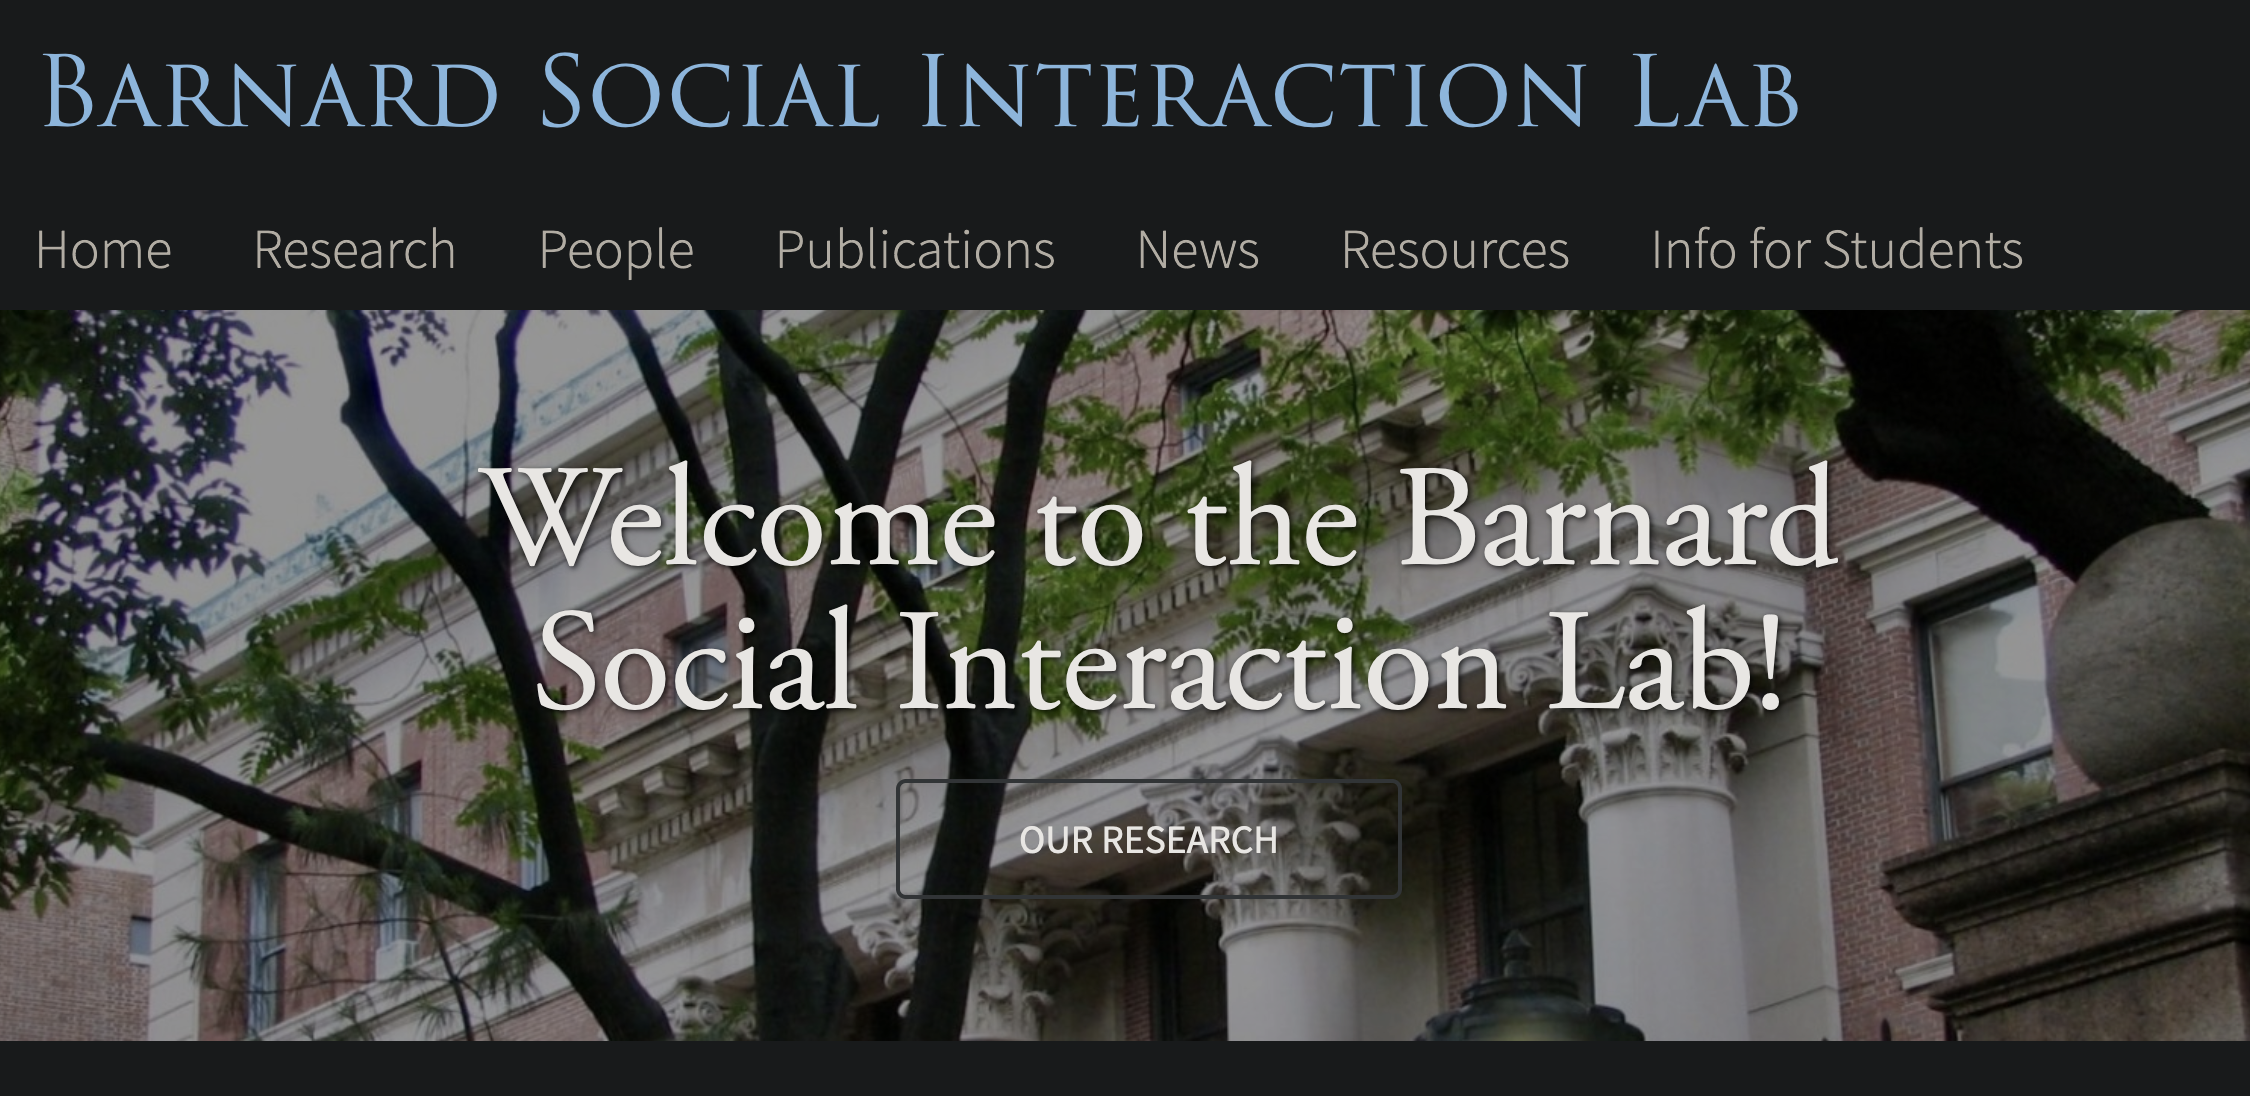 Barnard Social Interaction Lab
Home Research People Publications News Resources Info for Students
Welcome to the Barnard
Social Interaction Lab!
OUR RESEARCH